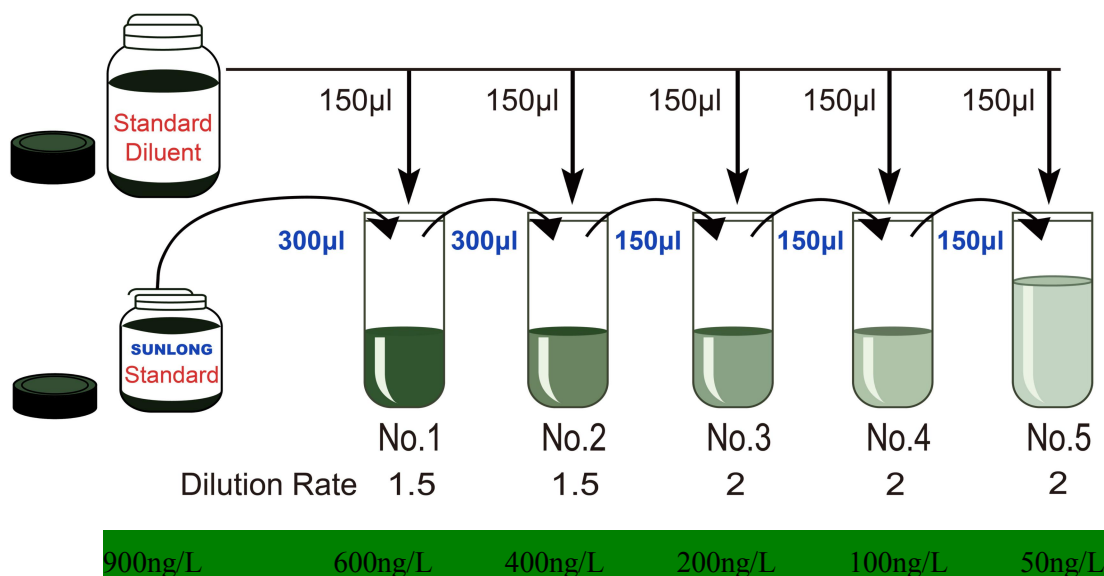 150µl 150µl 150µl 150µl 150µl
Standard
Diluent
300µl 300µl 150µl 150µl 150µl
SUNLONG
Standard
No.1 No.2 No.3 No.4 No.5
Dilution Rate 1.5 1.5 2 2 2
900ng/L 600ng/L 400ng/L 200ng/L 100ng/L 50ng/L